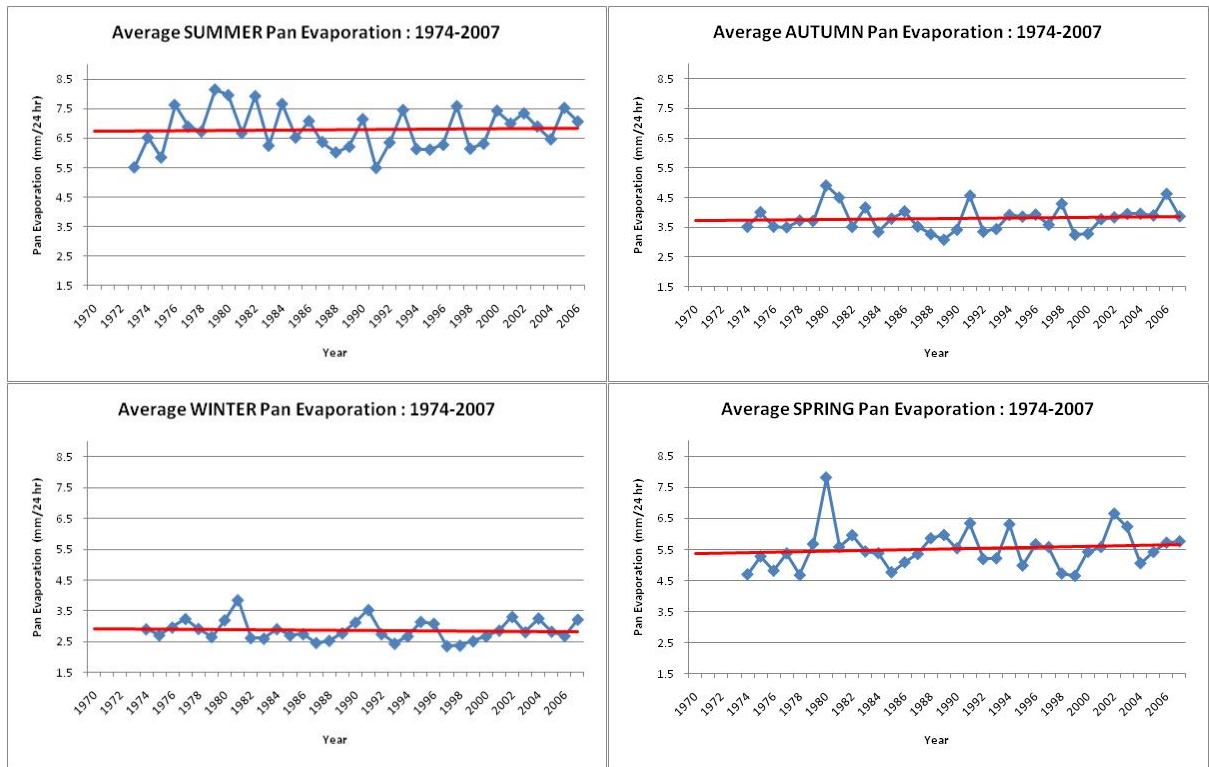 Average SUMMER Pan Evaporation : 1974-2007
Pan Evaporation (mm/24 hr)
8.5
7.5
6.5
5.5
4.5
3.5
2.5
1.5
1970 1972 1974 1976 1978 1980 1982 1984 1986 1988 1990 1992 1994 1996 1998 2000 2002 2004 2006
Year
Average AUTUMN Pan Evaporation : 1974-2007
Pan Evaporation (mm/24 hr)
8.5
7.5
6.5
5.5
4.5
3.5
2.5
1.5
1970 1972 1974 1976 1978 1980 1982 1984 1986 1988 1990 1992 1994 1996 1998 2000 2002 2004 2006
Year
Average WINTER Pan Evaporation : 1974-2007
Pan Evaporation (mm/24 hr)
8.5
7.5
6.5
5.5
4.5
3.5
2.5
1.5
1970 1972 1974 1976 1978 1980 1982 1984 1986 1988 1990 1992 1994 1996 1998 2000 2002 2004 2006
Year
Average SPRING Pan Evaporation : 1974-2007
Pan Evaporation (mm/24 hr)
8.5
7.5
6.5
5.5
4.5
3.5
2.5
1.5
1970 1972 1974 1976 1978 1980 1982 1984 1986 1988 1990 1992 1994 1996 1998 2000 2002 2004 2006
Year